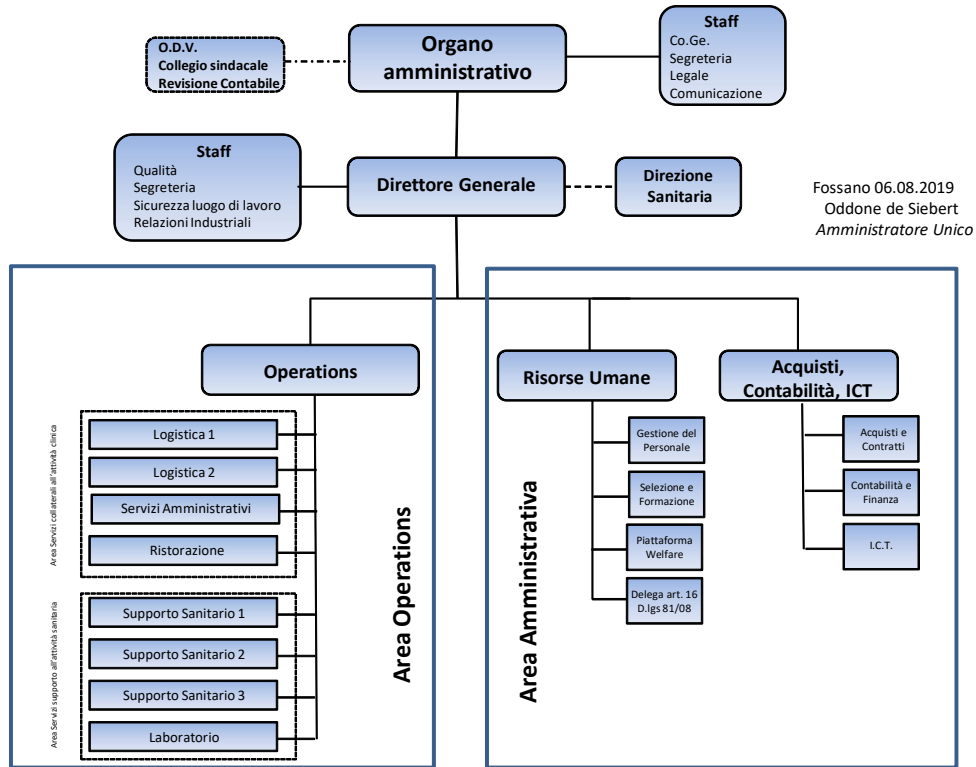 O.D.V.
Collegio sindacale
Revisione Contabile
Organo
amministrativo
Staff
Co.Ge.
Segreteria
Legale
Comunicazione
Staff
Qualità
Segreteria
Sicurezza luogo di lavoro
Relazioni Industriali
Direttore Generale
Direzione
Sanitaria
Fossano 06.08.2019
Oddone de Siebert
Amministratore Unico
Operations
Area Servizi collaterali all'attività clinica
Logistica 1
Logistica 2
Servizi Amministrativi
Ristorazione
Area Servizi supporto all'attività sanitaria
Supporto Sanitario 1
Supporto Sanitario 2
Supporto Sanitario 3
Laboratorio
Area Operations
Area Amministrativa
Risorse Umane
Gestione del
Personale
Selezione e
Formazione
Piattaforma
Welfare
Delega art. 16
D.lgs 81/08
Acquisti,
Contabilità, ICT
Acquisti e
Contratti
Contabilità e
Finanza
I.C.T.